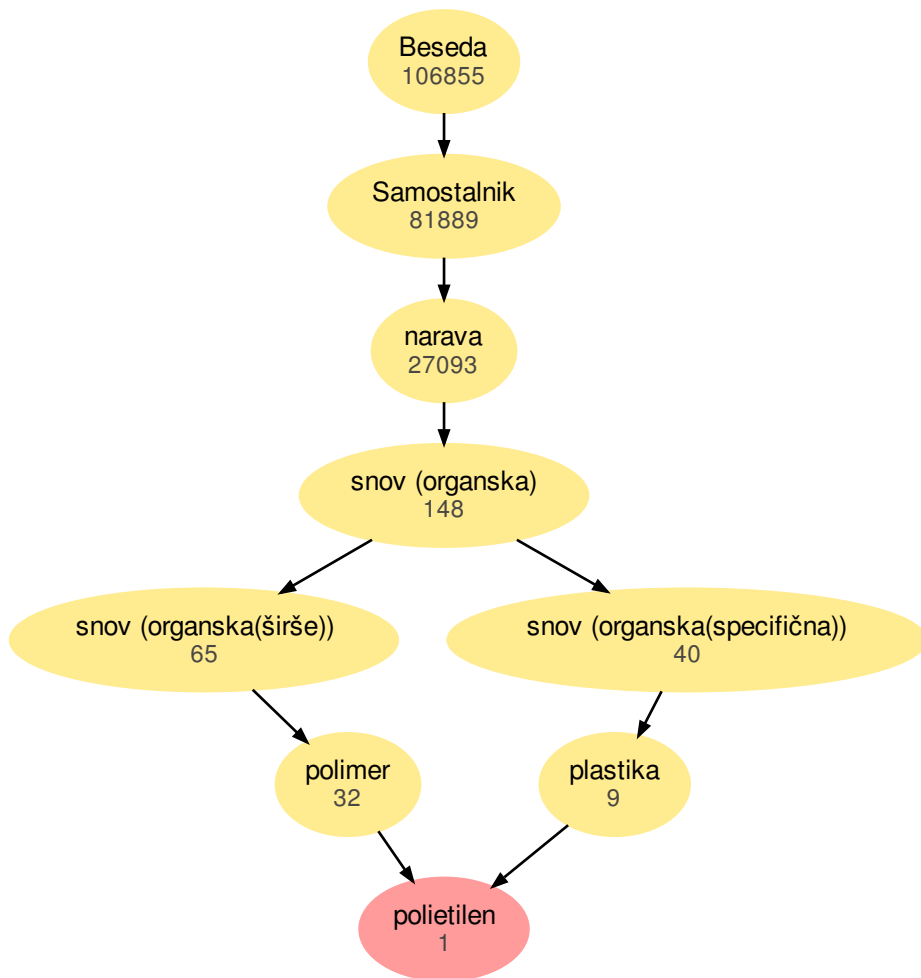 Beseda
106855
Samostalnik
81889
narava
27093
snov (organska)
148
snov (organska(širše))
65
snov (organska(specifična))
40
polimer
32
plastika
9
polietilen
1